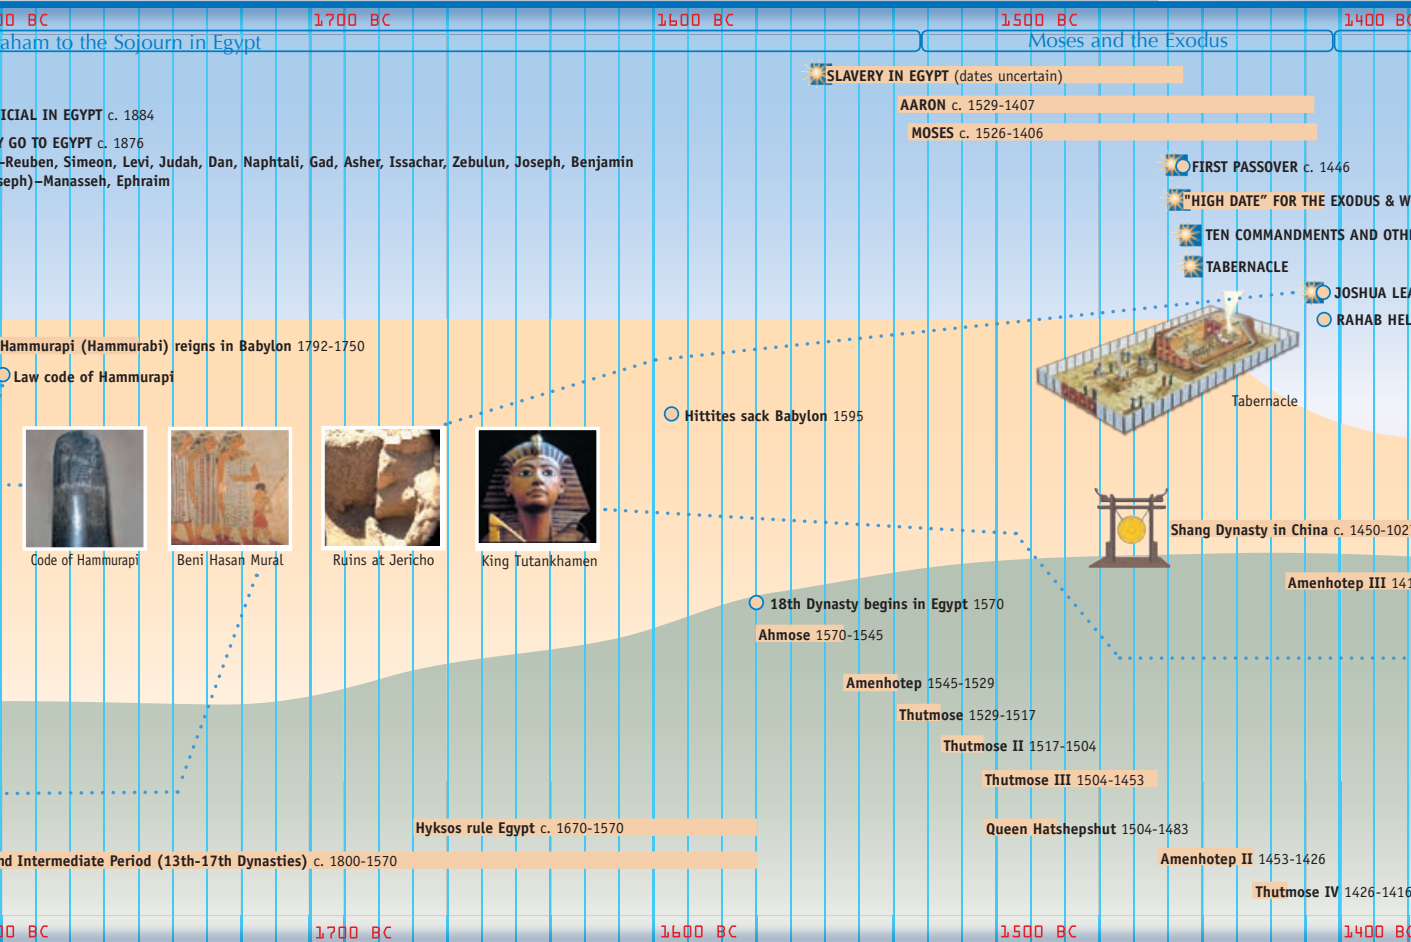 00 BC 1700 BC 1600 BC 1500 BC 1400 BC
aham to the Sojourn in Egypt
Moses and the Exodus
SLAVERY IN EGYPT (dates uncertain)
AARON c. 1529-1407
ICIAL IN EGYPT c. 1884
MOSES c. 1526-1406
Y GO TO EGYPT c. 1876
–Reuben, Simeon, Levi, Judah, Dan, Naphtali, Gad, Asher, Issachar, Zebulun, Joseph, Benjamin
seph)–Manasseh, Ephraim
FIRST PASSOVER c. 1446
"HIGH DATE” FOR THE EXODUS & W
TEN COMMANDMENTS AND OTH
TABERNACLE
JOSHUA LEA
RAHAB HEL
Hammurapi (Hammurabi) reigns in Babylon 1792-1750
Law code of Hammurapi
Tabernacle
Hittites sack Babylon 1595
Code of Hammurapi
Beni Hasan Mural
Ruins at Jericho
King Tutankhamen
Shang Dynasty in China c. 1450-102
Amenhotep III 141
18th Dynasty begins in Egypt 1570
Ahmose 1570-1545
Amenhotep 1545-1529
Thutmose 1529-1517
Thutmose II 1517-1504
Thutmose III 1504-1453
Hyksos rule Egypt c. 1670-1570
Queen Hatshepshut 1504-1483
nd Intermediate Period (13th-17th Dynasties) c. 1800-1570
Amenhotep II 1453-1426
Thutmose IV 1426-1416
00 BC 1700 BC 1600 BC 1500 BC 1400 BC